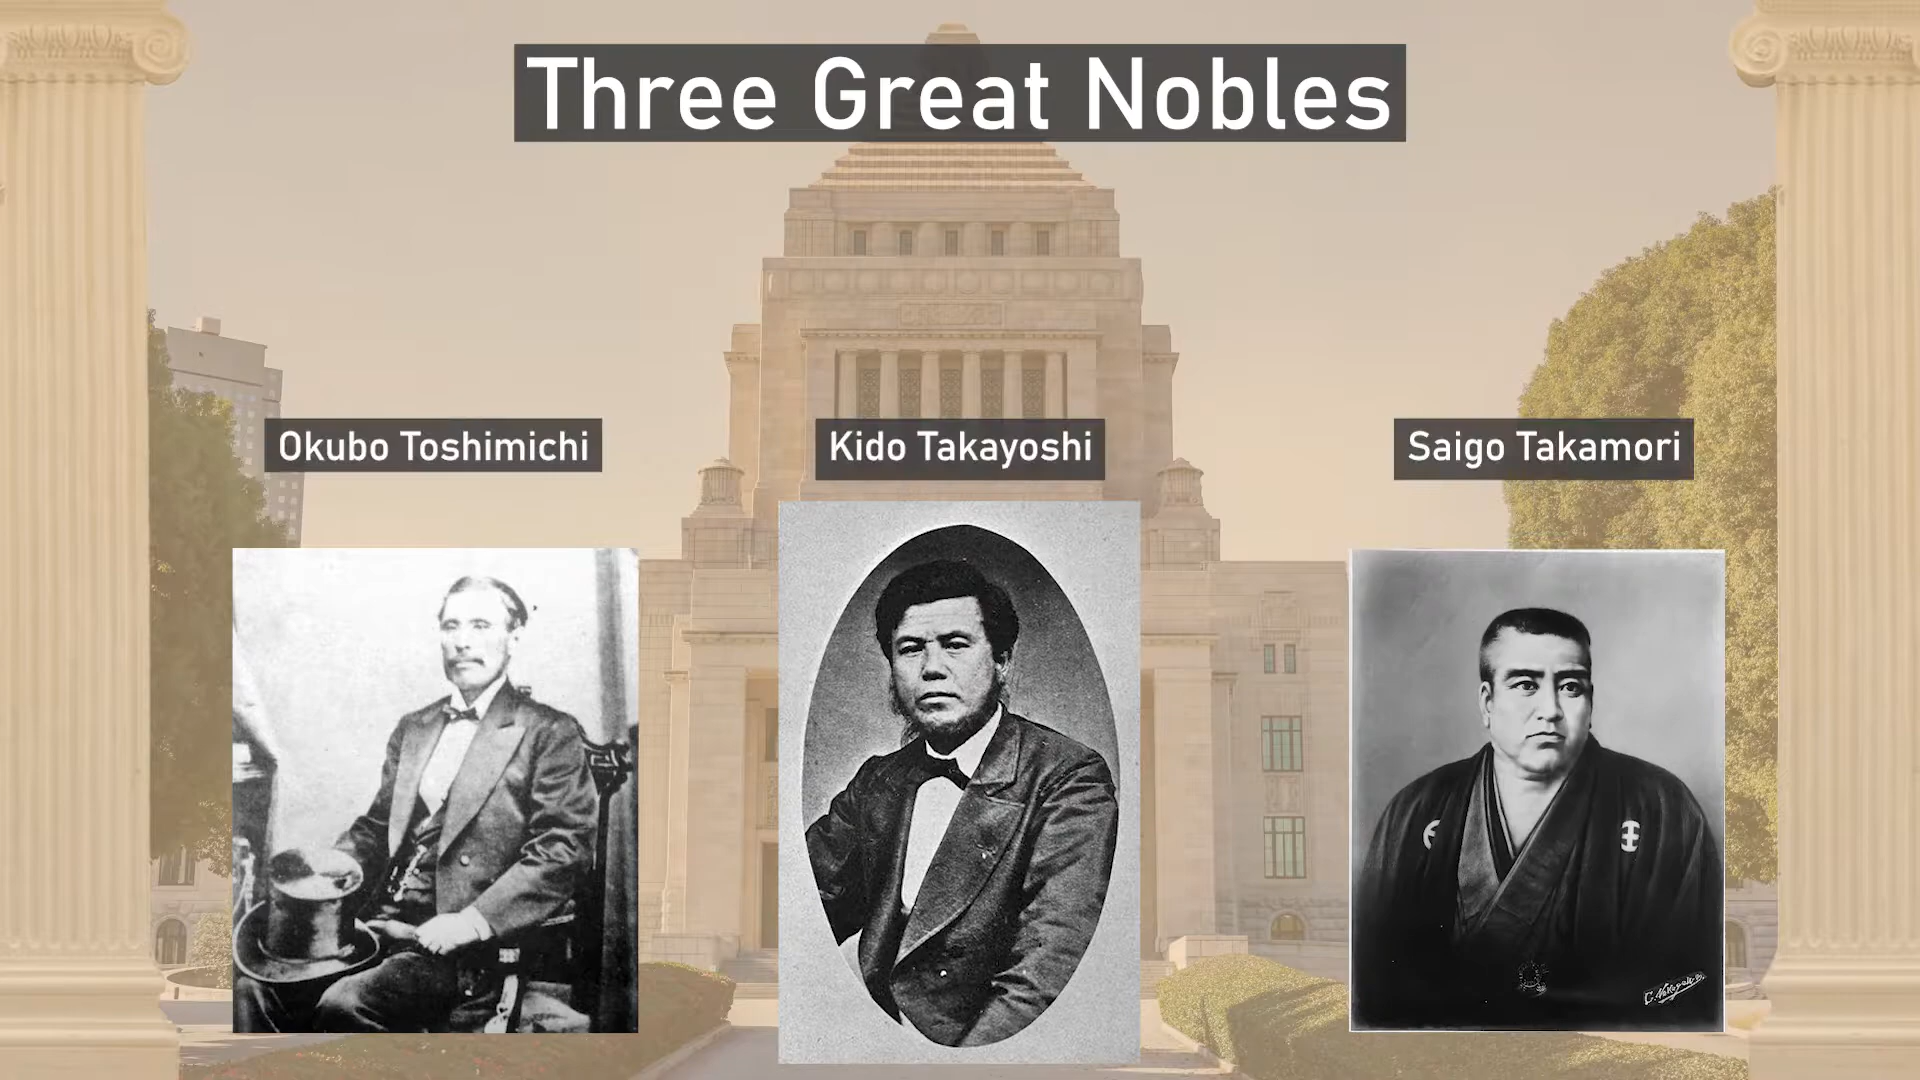 Three Great Nobles
Okubo Toshimichi
Kido Takayoshi
Saigo Takamori